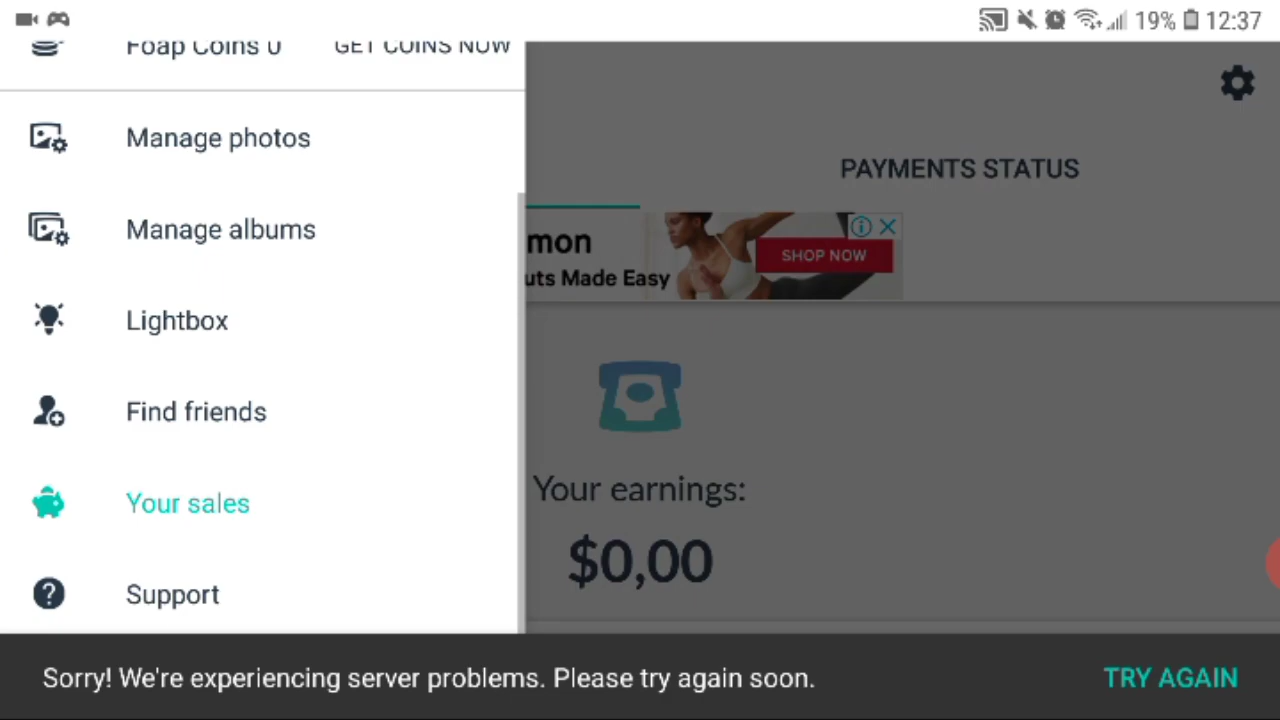 19% 12:37
Foap Coins 0 GET COINS NOW
Manage photos
Manage albums
Lightbox
Find friends
Your sales
Support
PAYMENTS STATUS
mon
uts Made Easy
SHOP NOW
Your earnings:
$0,00
Sorry! We're experiencing server problems. Please try again soon.
TRY AGAIN